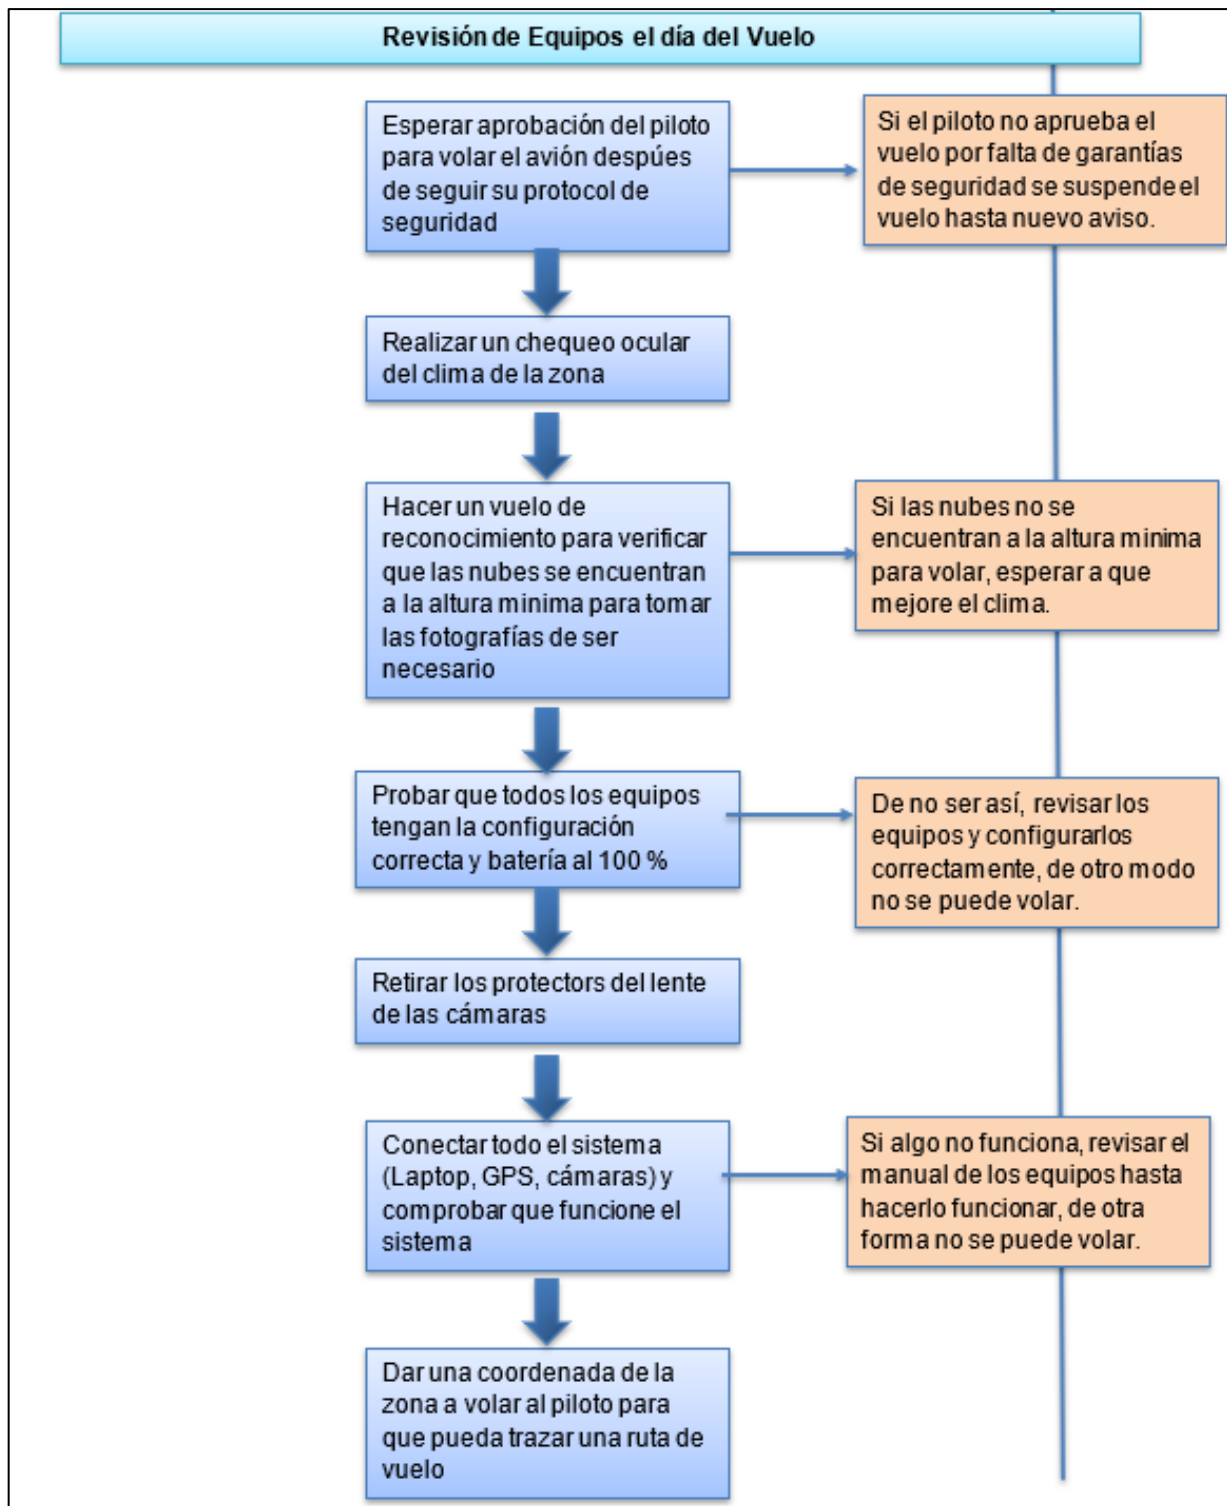 Revisión de Equipos el día del Vuelo
Esperar aprobación del piloto
para volar el avión despúes
de seguir su protocol de
seguridad
Si el piloto no aprueba el
vuelo por falta de garantías
de seguridad se suspende el
vuelo hasta nuevo aviso.
Realizar un chequeo ocular
del clima de la zona
Hacer un vuelo de
reconocimiento para verificar
que las nubes se encuentran
a la altura minima para tomar
las fotografías de ser
necesario
Si las nubes no se
encuentran a la altura minima
para volar, esperar a que
mejore el clima.
Probar que todos los equipos
tengan la configuración
correcta y batería al 100 %
De no ser así, revisar los
equipos y configurarlos
correctamente, de otro modo
no se puede volar.
Retirar los protectors del lente
de las cámaras
Conectar todo el sistema
(Laptop, GPS, cámaras) y
comprobar que funcione el
sistema
Si algo no funciona, revisar el
manual de los equipos hasta
hacerlo funcionar, de otra
forma no se puede volar.
Dar una coordenada de la
zona a volar al piloto para
que pueda trazar una ruta de
vuelo